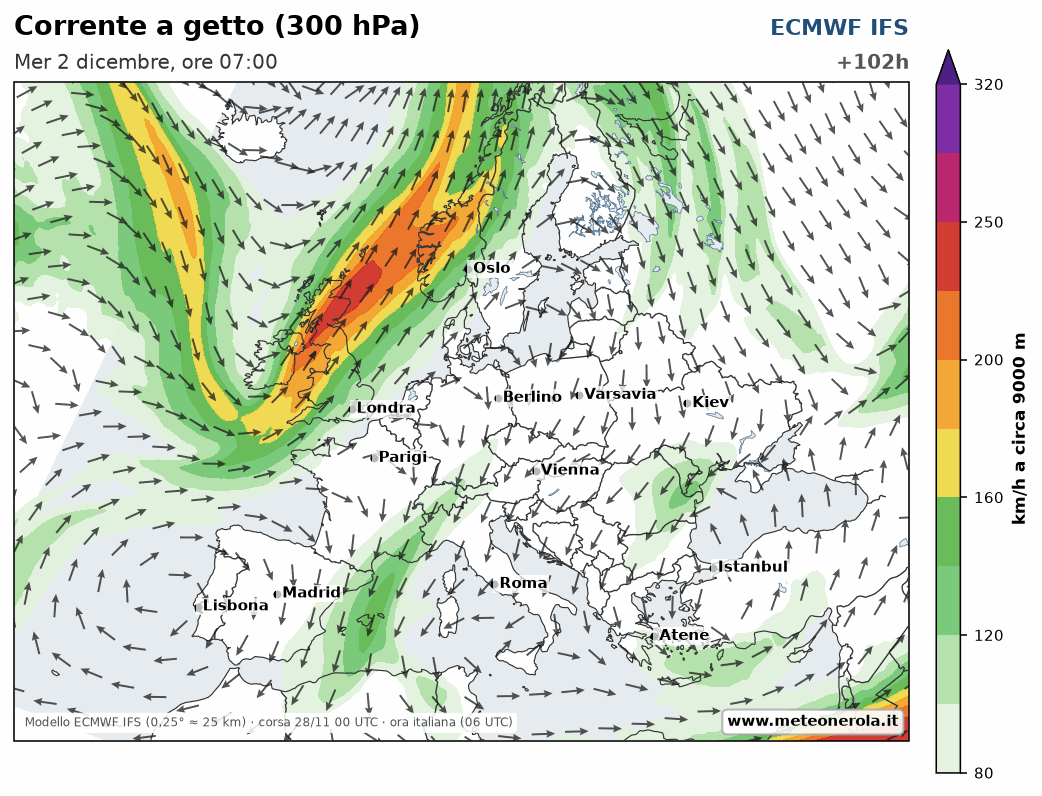 Corrente a getto (300 hPa)
ECMWF IFS
Mer 2 dicembre, ore 07:00
+102h
320
250
200
160
120
80
km/h a circa 9000 m
Oslo
Londra
Berlino
Varsavia
Kiev
Parigi
Vienna
Istanbul
Roma
Madrid
Lisbona
Atene
Modello ECMWF IFS (0,25° ≈ 25 km) · corsa 28/11 00 UTC · ora italiana (06 UTC)
www.meteonerola.it